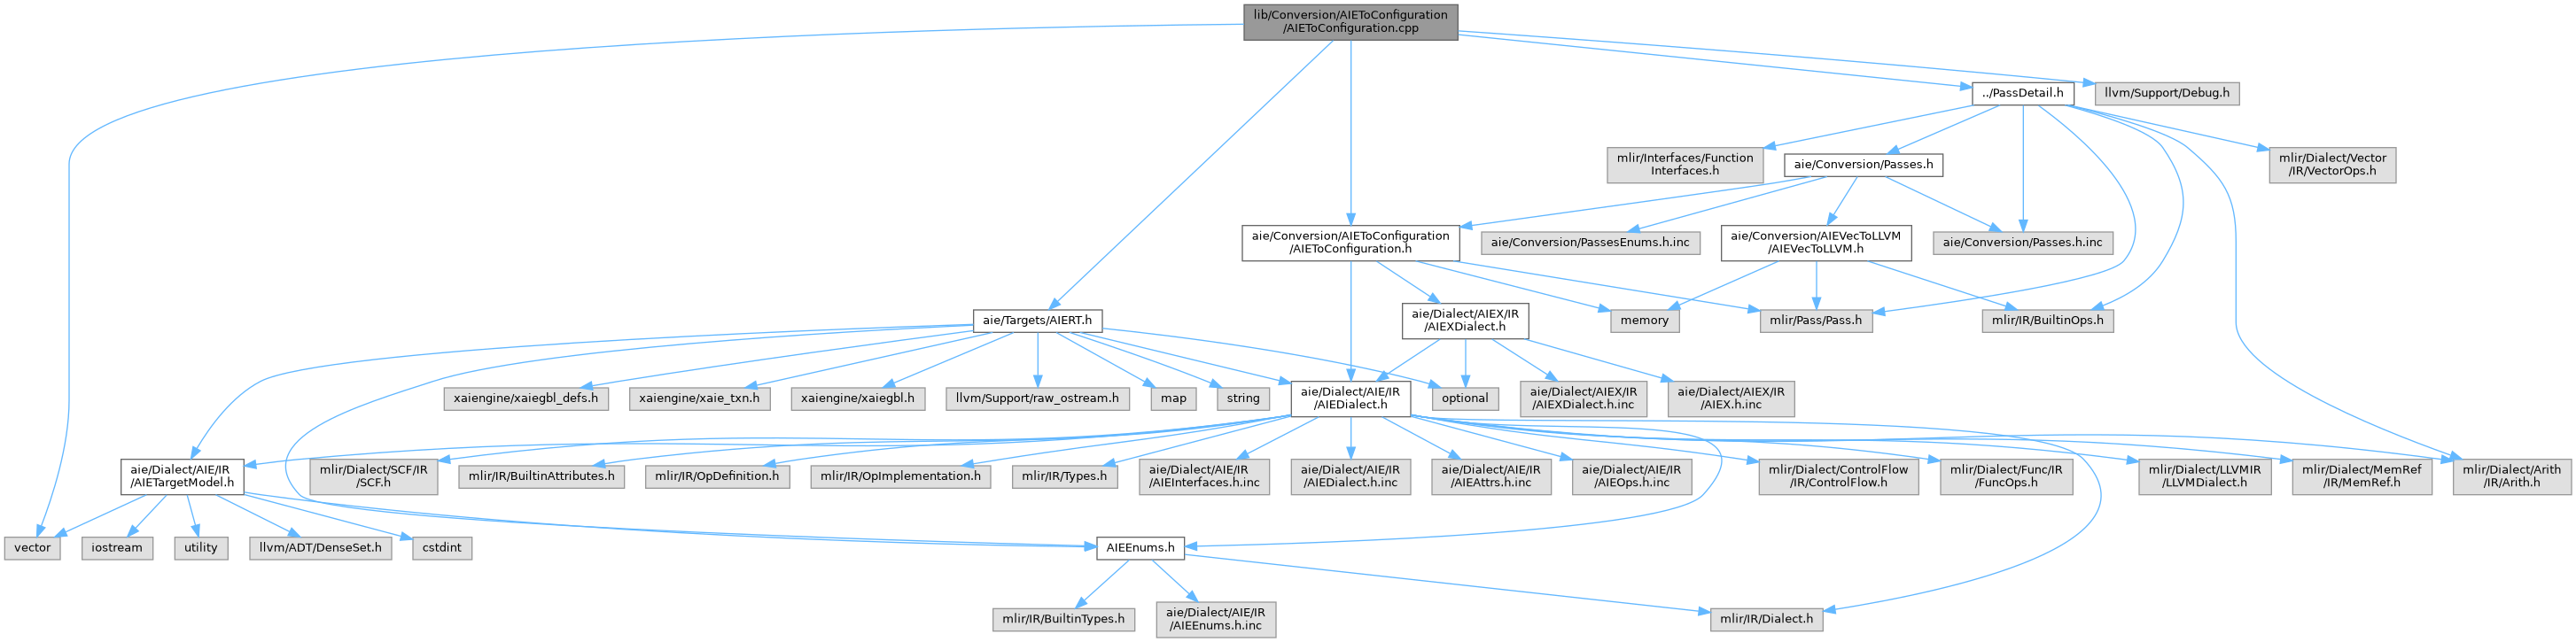 lib/Conversion/AIEToConfiguration
/AIEToConfiguration.cpp
../PassDetail.h
llvm/Support/Debug.h
mlir/Interfaces/Function
Interfaces.h
aie/Conversion/Passes.h
mlir/Dialect/Vector
/IR/VectorOps.h
aie/Conversion/AIEToConfiguration
/AIEToConfiguration.h
aie/Conversion/PassesEnums.h.inc
aie/Conversion/AIEVecToLLVM
/AIEVecToLLVM.h
aie/Conversion/Passes.h.inc
aie/Targets/AIERT.h
aie/Dialect/AIEX/IR
/AIEXDialect.h
memory
mlir/Pass/Pass.h
mlir/IR/BuiltinOps.h
xaiengine/xaiegbl_defs.h
xaiengine/xaie_txn.h
xaiengine/xaiegbl.h
llvm/Support/raw_ostream.h
map
string
aie/Dialect/AIE/IR
/AIEDialect.h
optional
aie/Dialect/AIEX/IR
/AIEXDialect.h.inc
aie/Dialect/AIEX/IR
/AIEX.h.inc
aie/Dialect/AIE/IR
/AIETargetModel.h
mlir/Dialect/SCF/IR
/SCF.h
mlir/IR/BuiltinAttributes.h
mlir/IR/OpDefinition.h
mlir/IR/OpImplementation.h
mlir/IR/Types.h
aie/Dialect/AIE/IR
/AIEInterfaces.h.inc
aie/Dialect/AIE/IR
/AIEDialect.h.inc
aie/Dialect/AIE/IR
/AIEAttrs.h.inc
aie/Dialect/AIE/IR
/AIEOps.h.inc
mlir/Dialect/ControlFlow
/IR/ControlFlow.h
mlir/Dialect/Func/IR
/FuncOps.h
mlir/Dialect/LLVMIR
/LLVMDialect.h
mlir/Dialect/MemRef
/IR/MemRef.h
mlir/Dialect/Arith
/IR/Arith.h
vector
iostream
utility
llvm/ADT/DenseSet.h
cstdint
AIEEnums.h
mlir/IR/BuiltinTypes.h
aie/Dialect/AIE/IR
/AIEEnums.h.inc
mlir/IR/Dialect.h